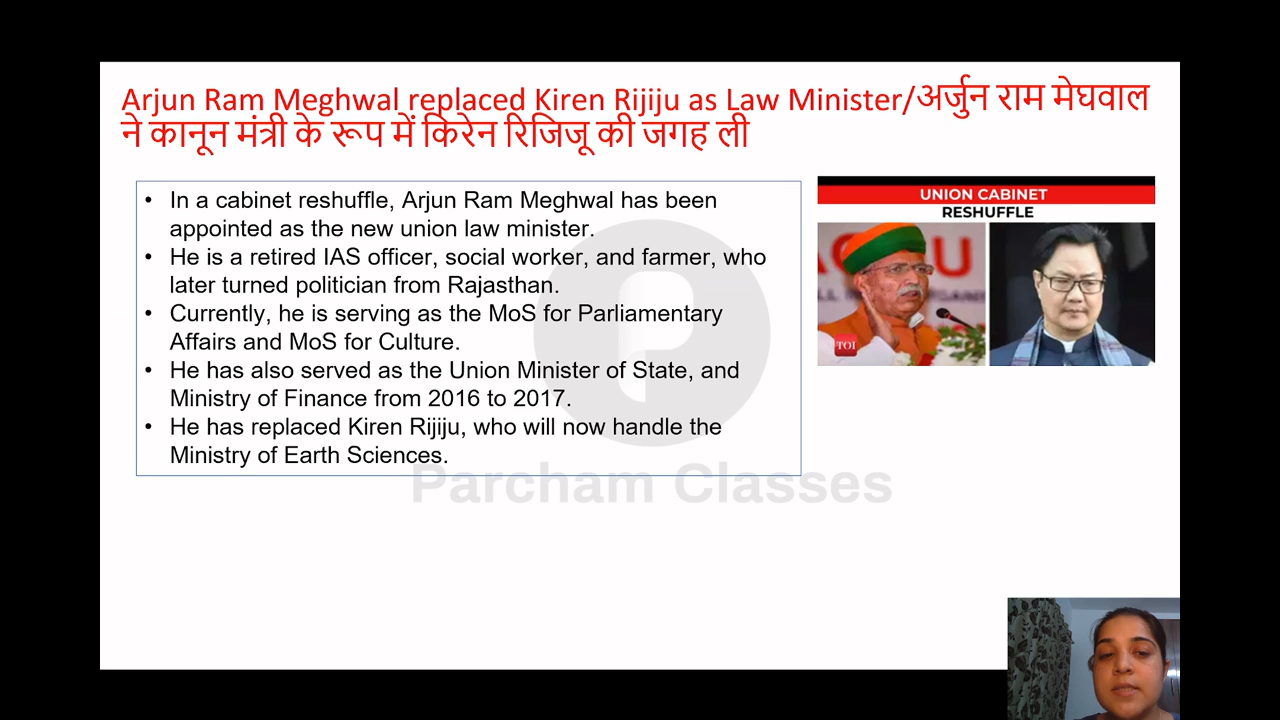 Arjun Ram Meghwal replaced Kiren Rijiju as Law Minister/अर्जुन राम मेघवाल
ने कानून मंत्री के रूप में किरेन रिजिजू की जगह ली
• In a cabinet reshuffle, Arjun Ram Meghwal has been
appointed as the new union law minister.
• He is a retired IAS officer, social worker, and farmer, who
later turned politician from Rajasthan.
• Currently, he is serving as the MoS for Parliamentary
Affairs and MoS for Culture.
• He has also served as the Union Minister of State, and
Ministry of Finance from 2016 to 2017.
• He has replaced Kiren Rijiju, who will now handle the
Ministry of Earth Sciences.
UNION CABINET
RESHUFFLE
TOI
Parcham Classes